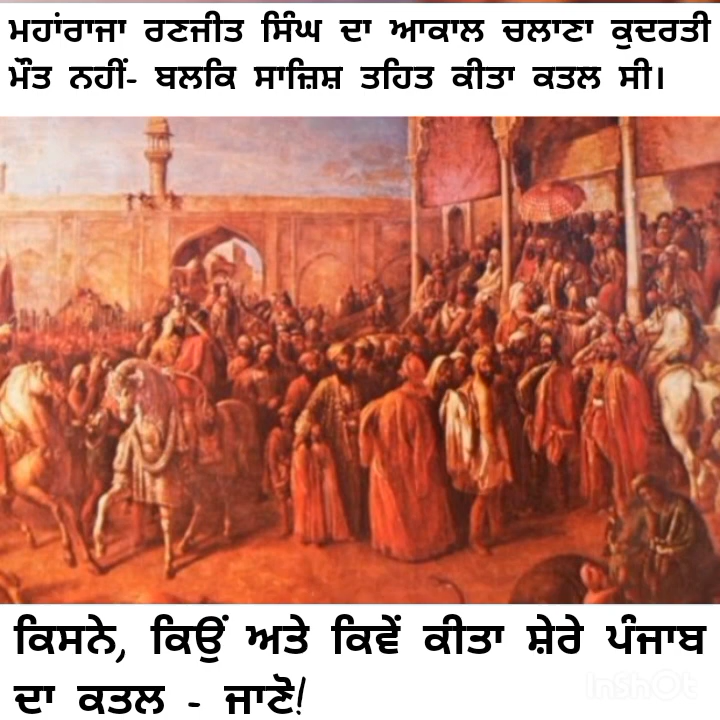 ਮਹਾਂਰਾਜਾ ਰਣਜੀਤ ਸਿੰਘ ਦਾ ਆਕਾਲ ਚਲਾਣਾ ਕੁਦਰਤੀ
ਮੌਤ ਨਹੀਂ- ਬਲਕਿ ਸਾਜ਼ਿਸ਼ ਤਹਿਤ ਕੀਤਾ ਕਤਲ ਸੀ।
ਕਿਸਨੇ, ਕਿਉਂ ਅਤੇ ਕਿਵੇਂ ਕੀਤਾ ਸ਼ੇਰੇ ਪੰਜਾਬ
ਦਾ ਕਤਲ - ਜਾਣੋ!
InShOt